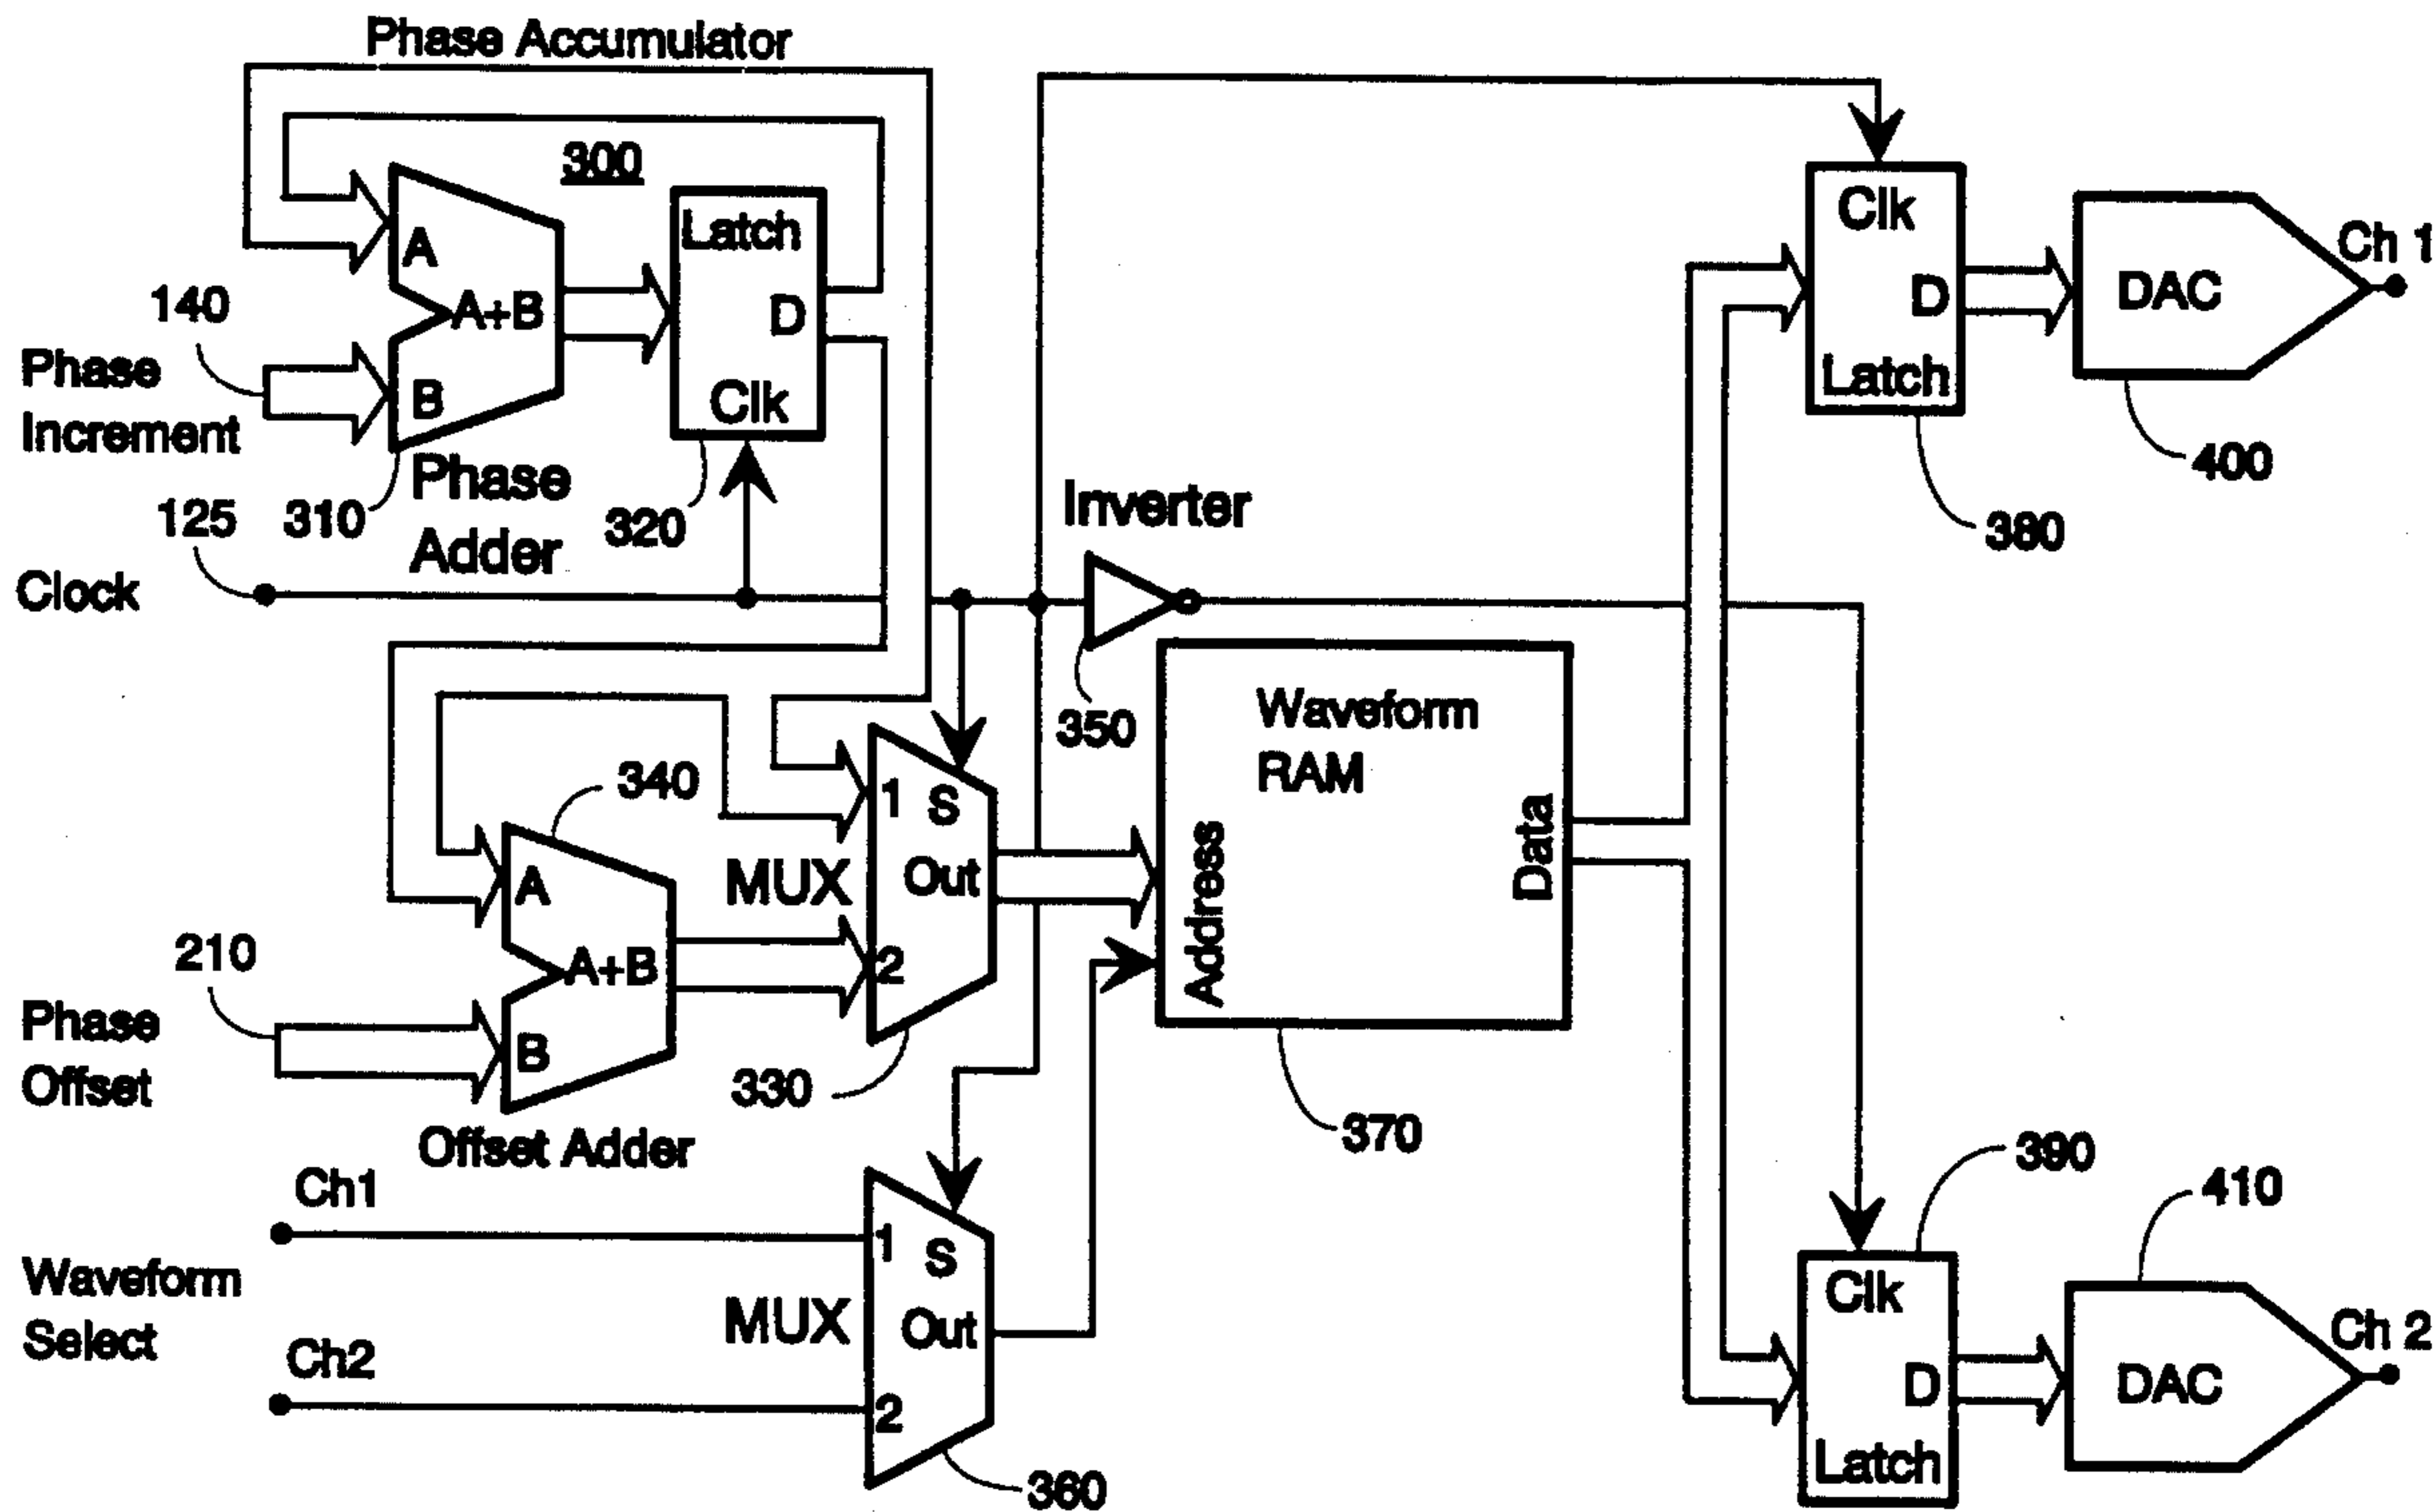 Phase Accumulator
300
A
A+B
B
Latch
D
Clk
140
Phase
Increment
310
Phase
Adder
320
125
Clock
Inverter
350
Clk
D
Latch
380
DAC
400
Ch 1
340
A
A+B
B
210
Phase
Offset
Offset Adder
MUX
1
S
Out
2
330
Waveform
RAM
Address
Data
370
Ch1
Waveform
Select
Ch2
MUX
1
S
Out
2
360
390
Clk
D
Latch
410
DAC
Ch 2